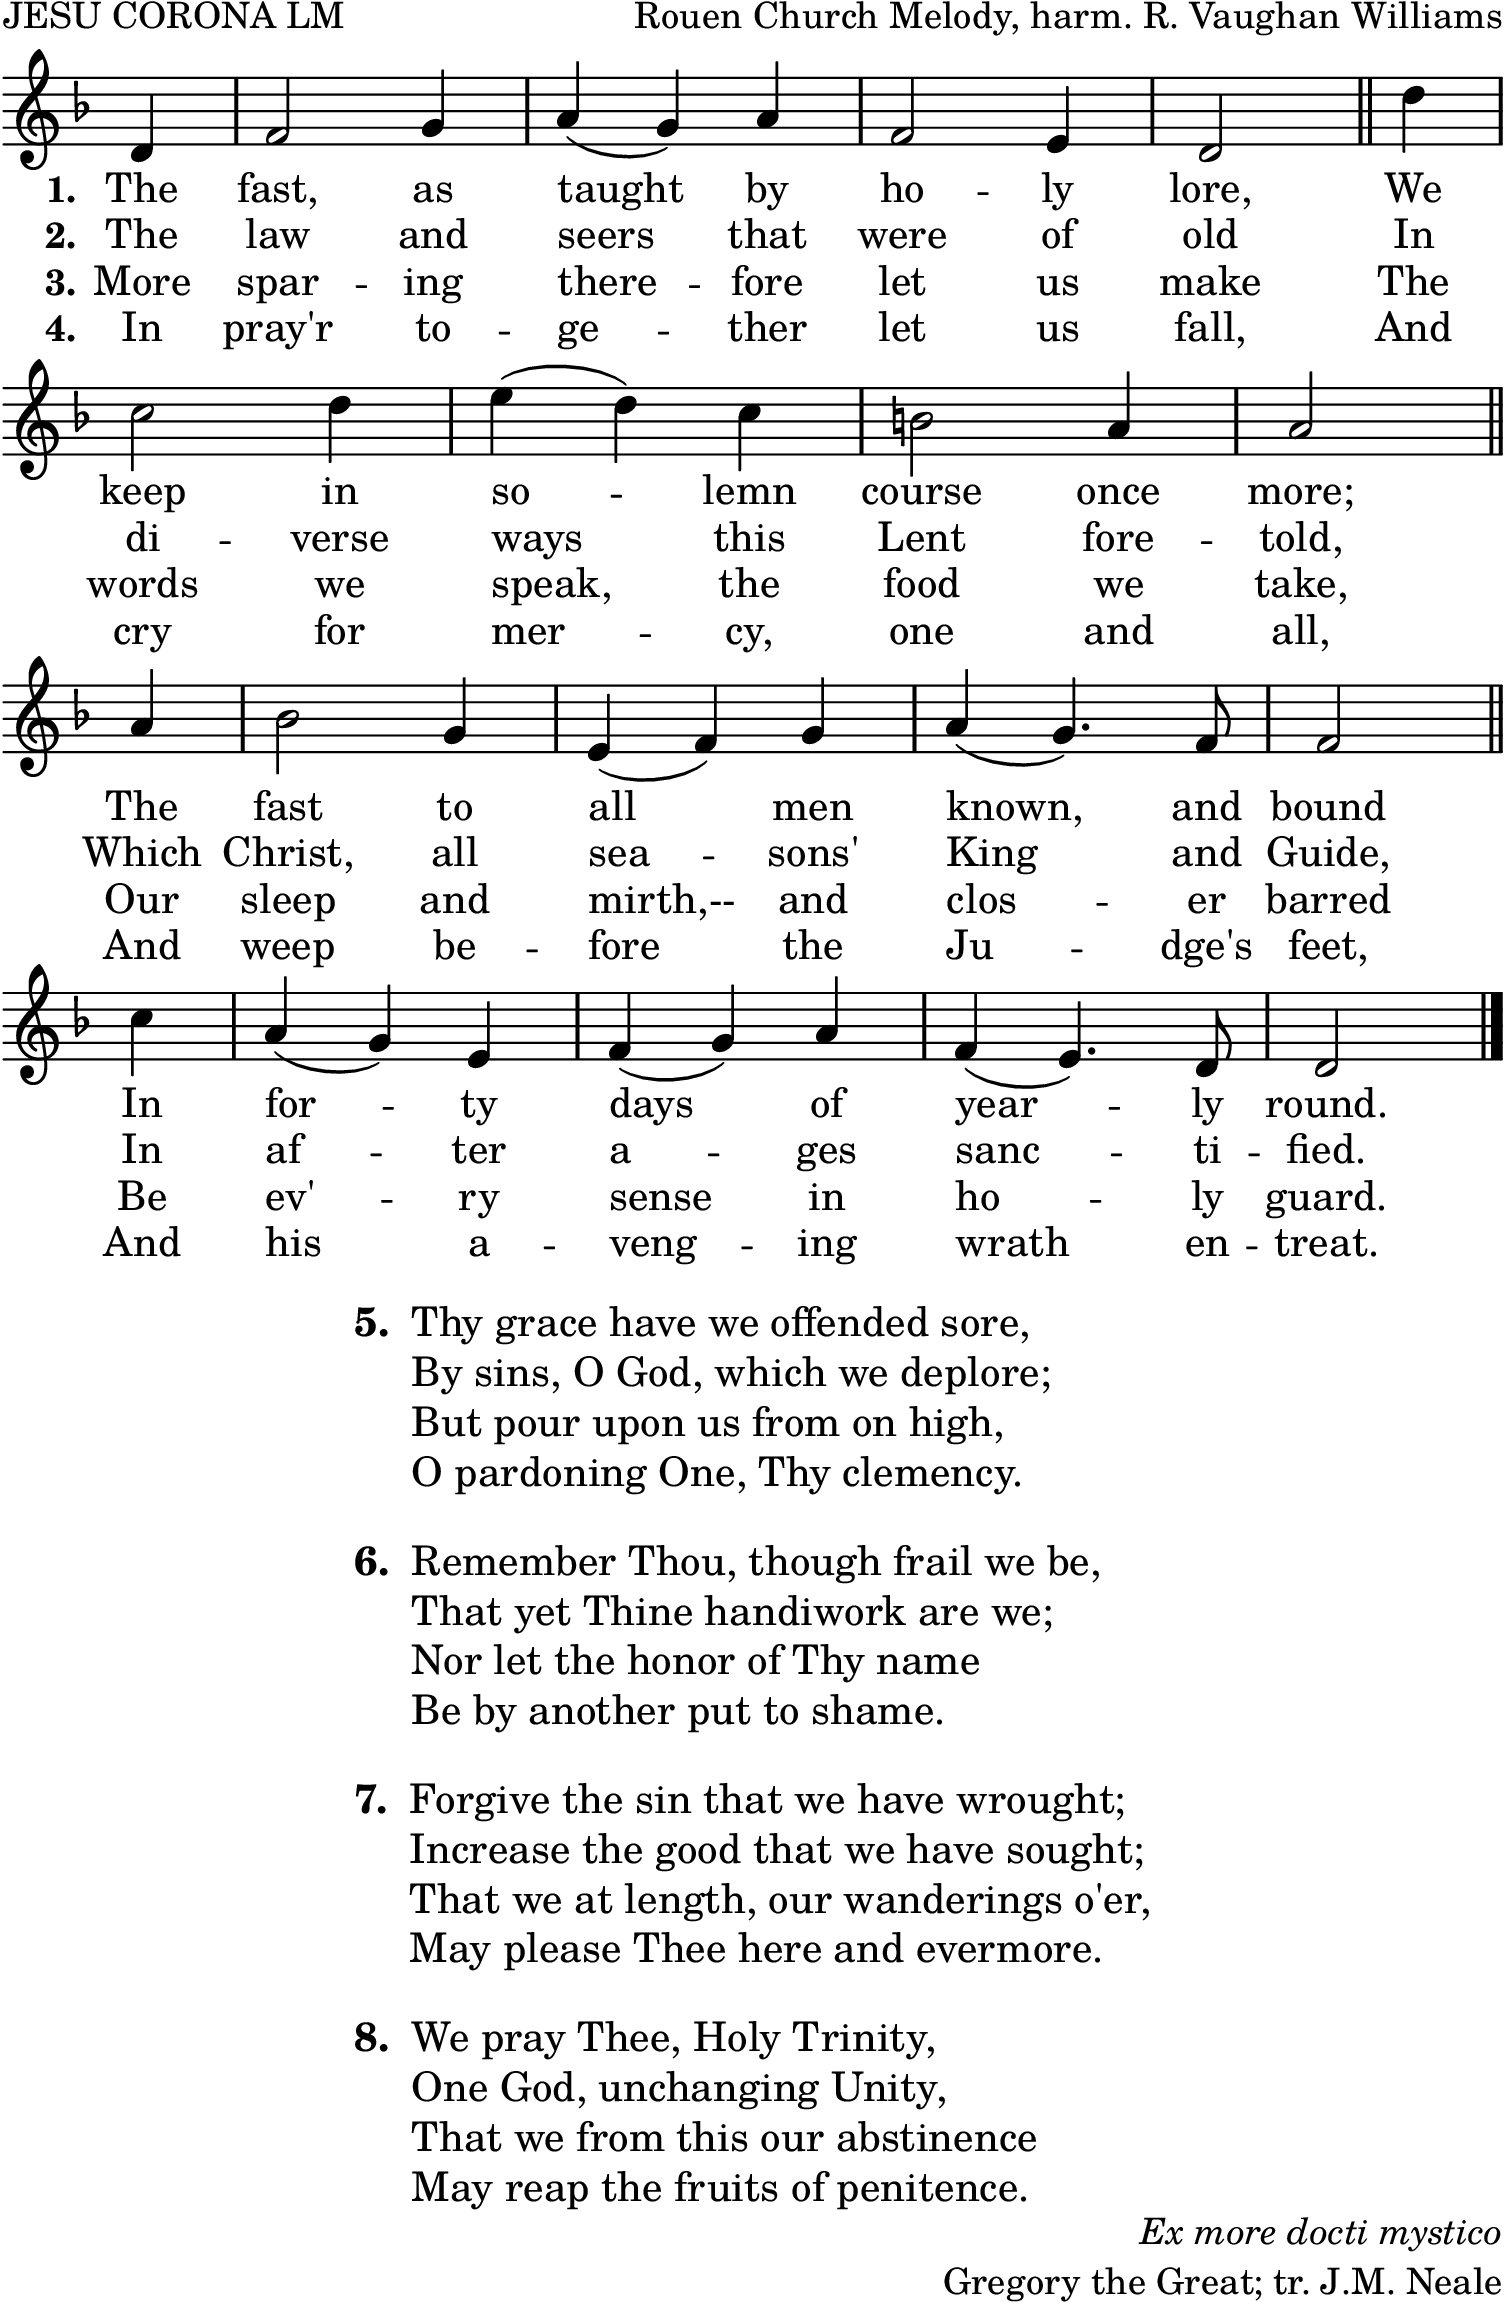 JESU CORONA LM Rouen Church Melody, harm. R. Vaughan Williams
1. The fast, as taught by ho -- ly lore, We
2. The law and seers that were of old In
3. More spar -- ing there -- fore let us make The
4. In pray'r to -- ge -- ther let us fall, And
keep in so -- lemn course once more;
di -- verse ways this Lent fore -- told,
words we speak, the food we take,
cry for mer -- cy, one and all,
The fast to all men known, and bound
Which Christ, all sea -- sons' King and Guide,
Our sleep and mirth,-- and clos -- er barred
And weep be -- fore the Ju -- dge's feet,
In for -- ty days of year -- ly round.
In af -- ter a -- ges sanc -- ti -- fied.
Be ev' -- ry sense in ho -- ly guard.
And his a -- veng -- ing wrath en -- treat.
5. Thy grace have we offended sore,
By sins, O God, which we deplore;
But pour upon us from on high,
O pardoning One, Thy clemency.
6. Remember Thou, though frail we be,
That yet Thine handiwork are we;
Nor let the honor of Thy name
Be by another put to shame.
7. Forgive the sin that we have wrought;
Increase the good that we have sought;
That we at length, our wanderings o'er,
May please Thee here and evermore.
8. We pray Thee, Holy Trinity,
One God, unchanging Unity,
That we from this our abstinence
May reap the fruits of penitence.
Ex more docti mystico
Gregory the Great; tr. J.M. Neale